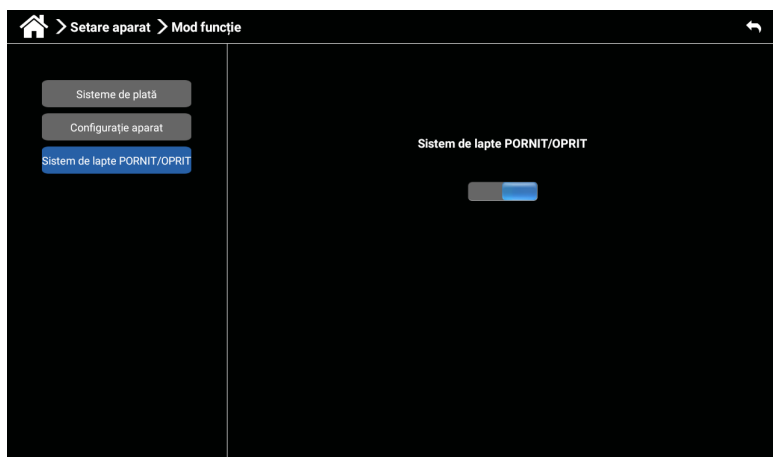 Setare aparat Mod funcție
Sisteme de plată
Configurație aparat
Sistem de lapte PORNIT/OPRIT
Sistem de lapte PORNIT/OPRIT